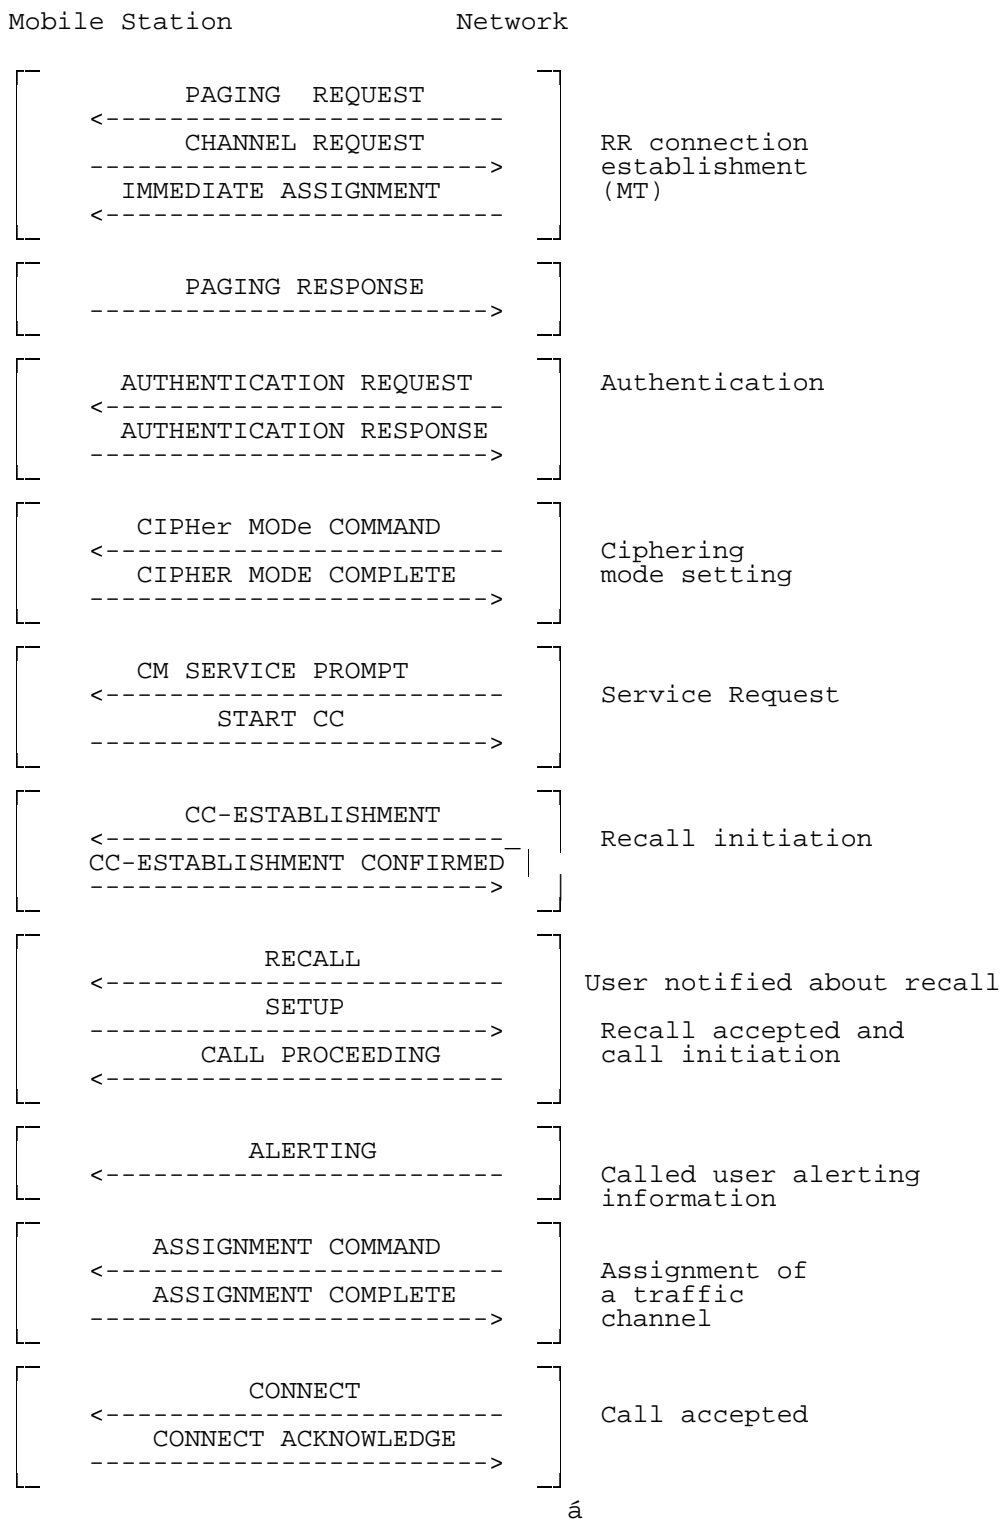 Mobile Station Network
PAGING REQUEST
<-------------------------
CHANNEL REQUEST RR connection
-------------------------> establishment
IMMEDIATE ASSIGNMENT (MT)
<-------------------------
PAGING RESPONSE
------------------------->
AUTHENTICATION REQUEST Authentication
<-------------------------
AUTHENTICATION RESPONSE
------------------------->
CIPHer MODe COMMAND
<------------------------- Ciphering
CIPHER MODE COMPLETE mode setting
------------------------->
CM SERVICE PROMPT
<------------------------- Service Request
START CC
------------------------->
CC-ESTABLISHMENT
<------------------------- Recall initiation
CC-ESTABLISHMENT CONFIRMED
------------------------->
RECALL
<------------------------- User notified about recall
SETUP
-------------------------> Recall accepted and
CALL PROCEEDING call initiation
<-------------------------
ALERTING
<------------------------- Called user alerting
information
ASSIGNMENT COMMAND
<------------------------- Assignment of
ASSIGNMENT COMPLETE a traffic
-------------------------> channel
CONNECT
<------------------------- Call accepted
CONNECT ACKNOWLEDGE
------------------------->
á